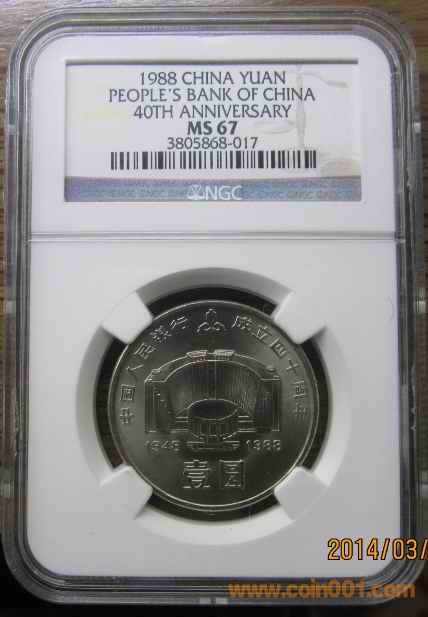 1988 CHINA YUAN
PEOPLE'S BANK OF CHINA
40TH ANNIVERSARY
MS 67
3805868-017
NGC
中国人民银行 成立四十周年
1948 1988
壹圆
2014/03/
www.coin001.com